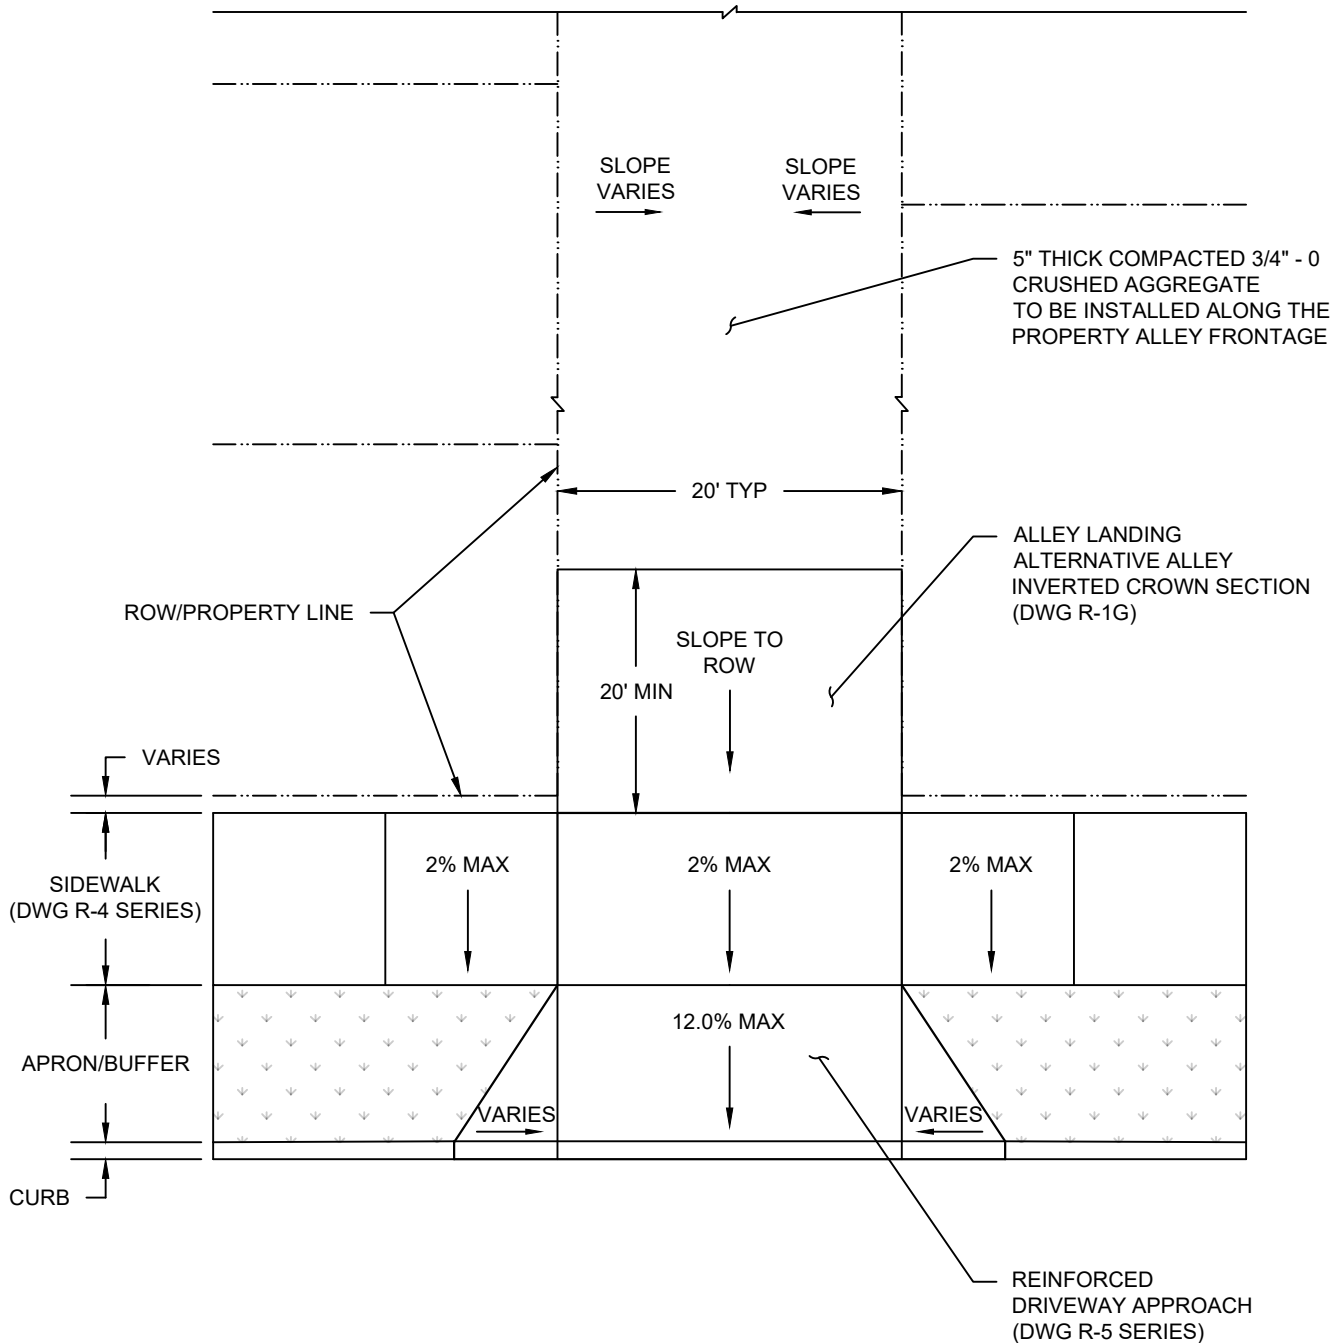 SLOPE
VARIES
SLOPE
VARIES
5" THICK COMPACTED 3/4" - 0
CRUSHED AGGREGATE
TO BE INSTALLED ALONG THE
PROPERTY ALLEY FRONTAGE
20' TYP
ALLEY LANDING
ALTERNATIVE ALLEY
INVERTED CROWN SECTION
(DWG R-1G)
ROW/PROPERTY LINE
SLOPE TO
ROW
20' MIN
VARIES
SIDEWALK
(DWG R-4 SERIES)
2% MAX
2% MAX
2% MAX
12.0% MAX
APRON/BUFFER
VARIES
VARIES
CURB
REINFORCED
DRIVEWAY APPROACH
(DWG R-5 SERIES)